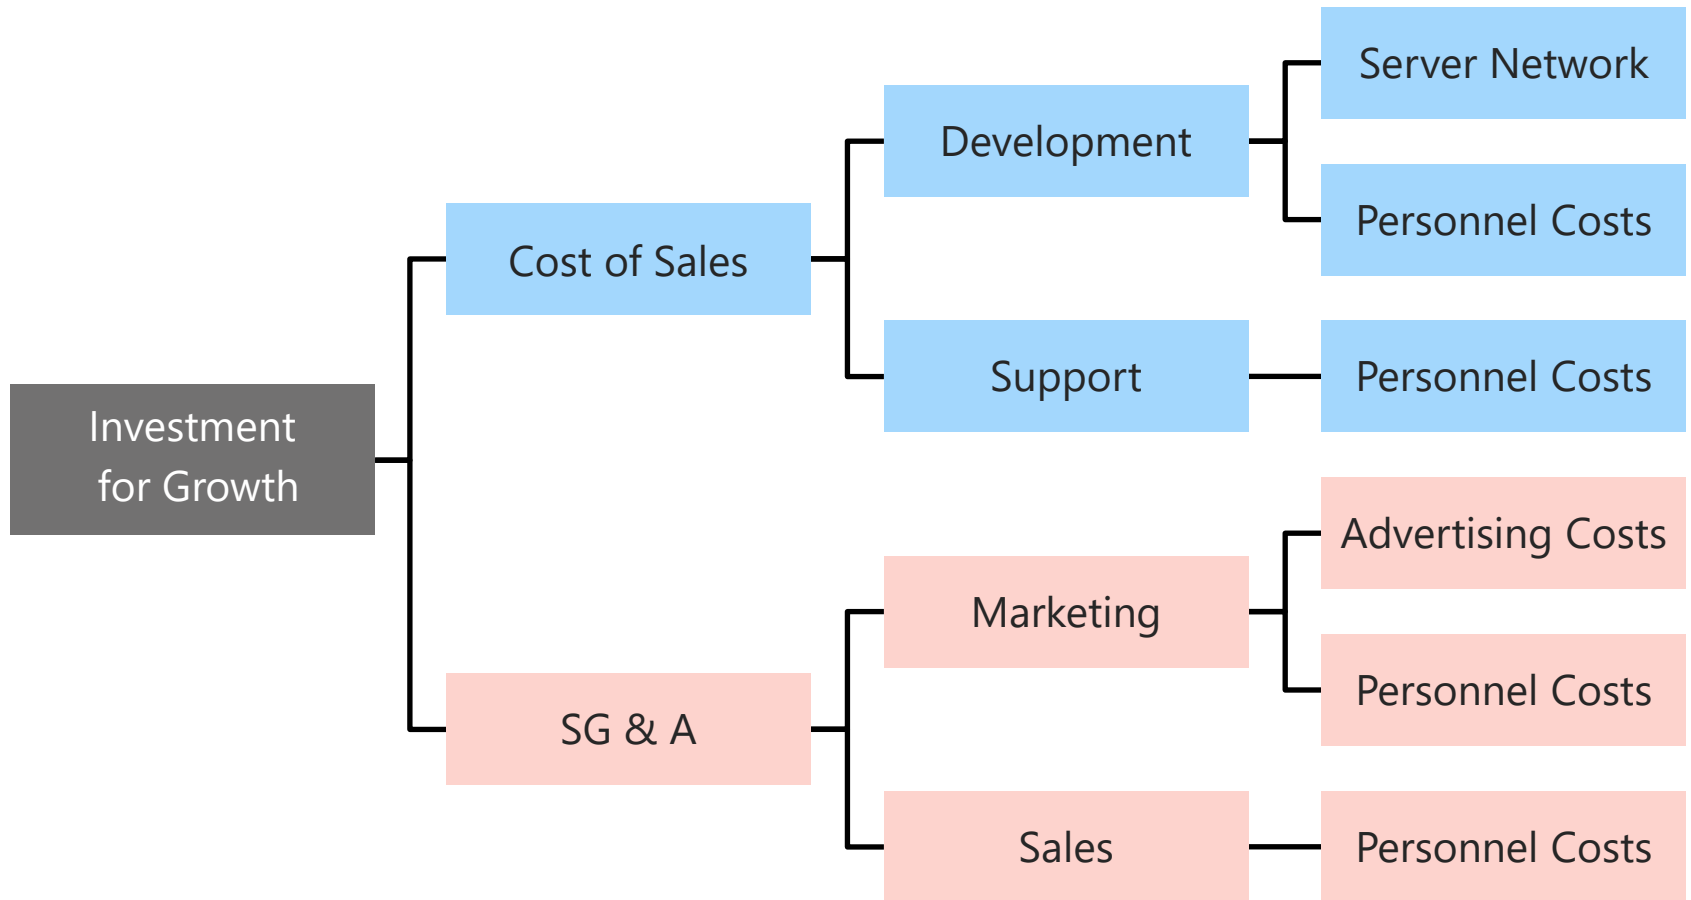 Investment
for Growth
Cost of Sales
Development
Server Network
Personnel Costs
Support
Personnel Costs
SG & A
Marketing
Advertising Costs
Personnel Costs
Sales
Personnel Costs